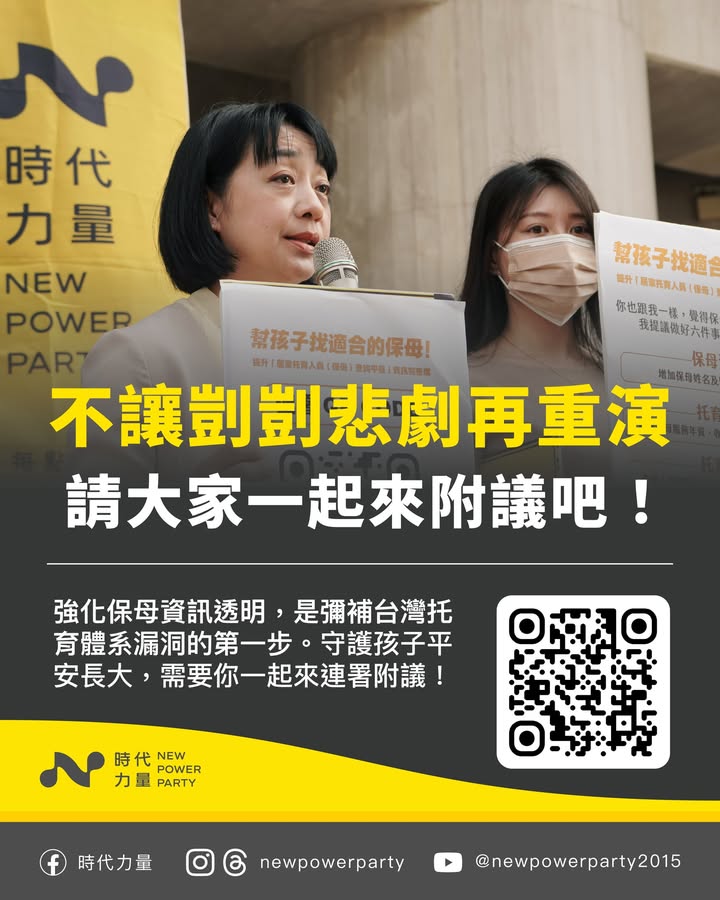 時代
力量
NEW
POWER
PARTY
幫孩子找適合的保母!
幫孩子找適合
你也跟我一樣,覺得保
我提議做好六件事
保母
增加保母姓名及
不讓剴剴悲劇再重演
請大家一起來附議吧!
強化保母資訊透明,是彌補台灣托
育體系漏洞的第一步。守護孩子平
安長大,需要你一起來連署附議!
時代
力量
NEW
POWER
PARTY
時代力量
newpowerparty
@newpowerparty2015